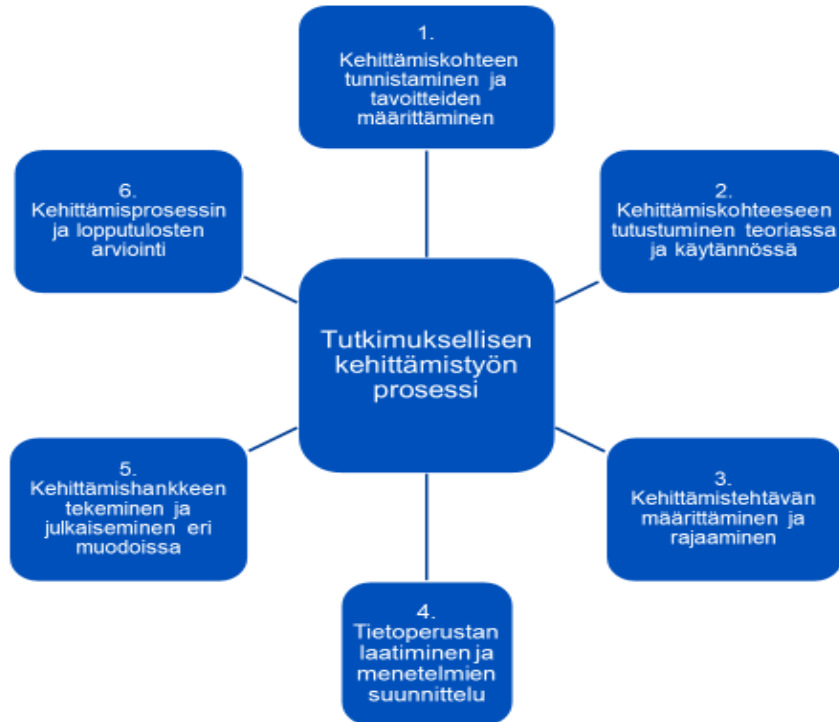 1.
Kehittämiskohteen
tunnistaminen ja
tavoitteiden
määrittäminen
2.
Kehittämiskohteeseen
tutustuminen teoriassa
ja käytännössä
3.
Kehittämistehtävän
määrittäminen ja
rajaaminen
4.
Tietoperustan
laatiminen ja
menetelmien
suunnittelu
5.
Kehittämishankkeen
tekeminen ja
julkaiseminen eri
muodoissa
6.
Kehittämisprosessin
ja lopputulosten
arviointi
Tutkimuksellisen
kehittämistyön
prosessi